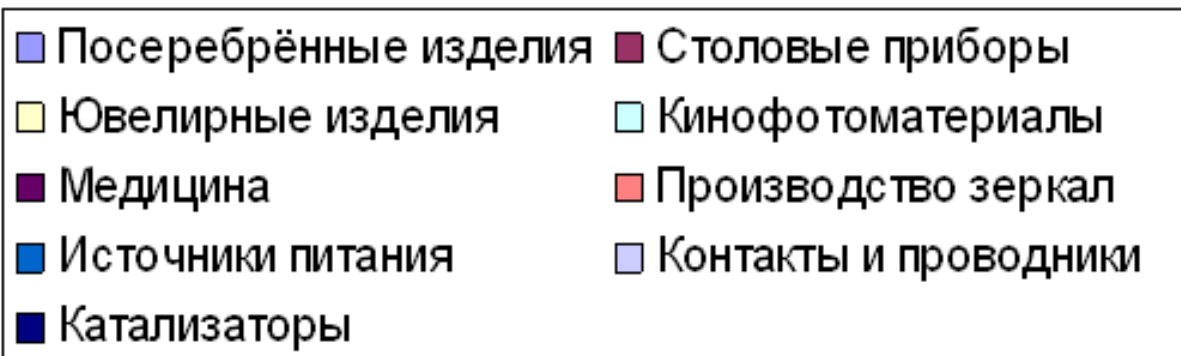 Посеребрённые изделия Столовые приборы
Ювелирные изделия Кинофотоматериалы
Медицина Производство зеркал
Источники питания Контакты и проводники
Катализаторы